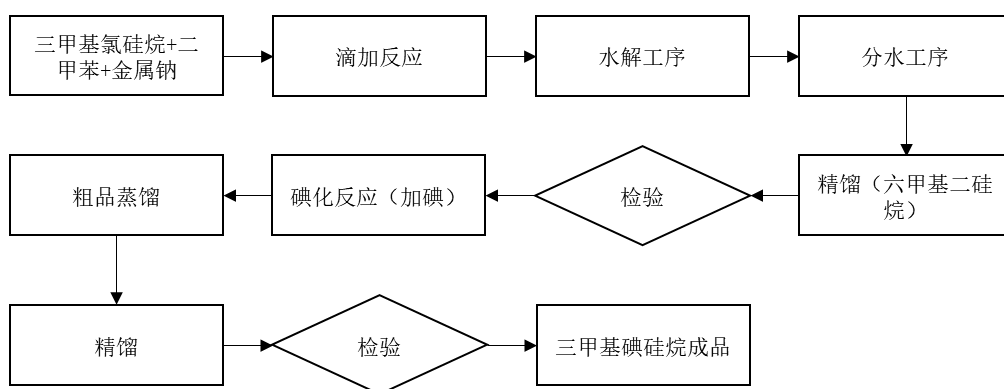 三甲基氯硅烷+二
甲苯+金属钠
滴加反应
水解工序
分水工序
精馏（六甲基二硅
烷）
检验
碘化反应（加碘）
粗品蒸馏
精馏
检验
三甲基碘硅烷成品